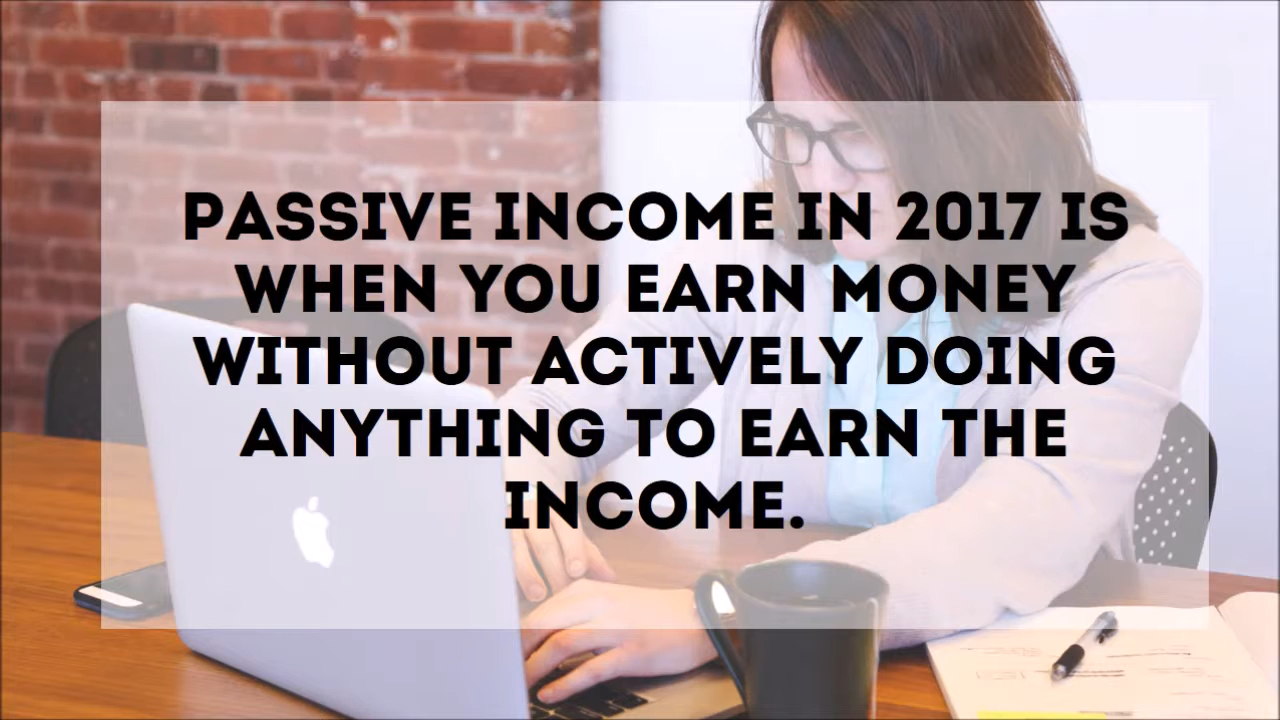 PASSIVE INCOME IN 2017 IS
WHEN YOU EARN MONEY
WITHOUT ACTIVELY DOING
ANYTHING TO EARN THE
INCOME.